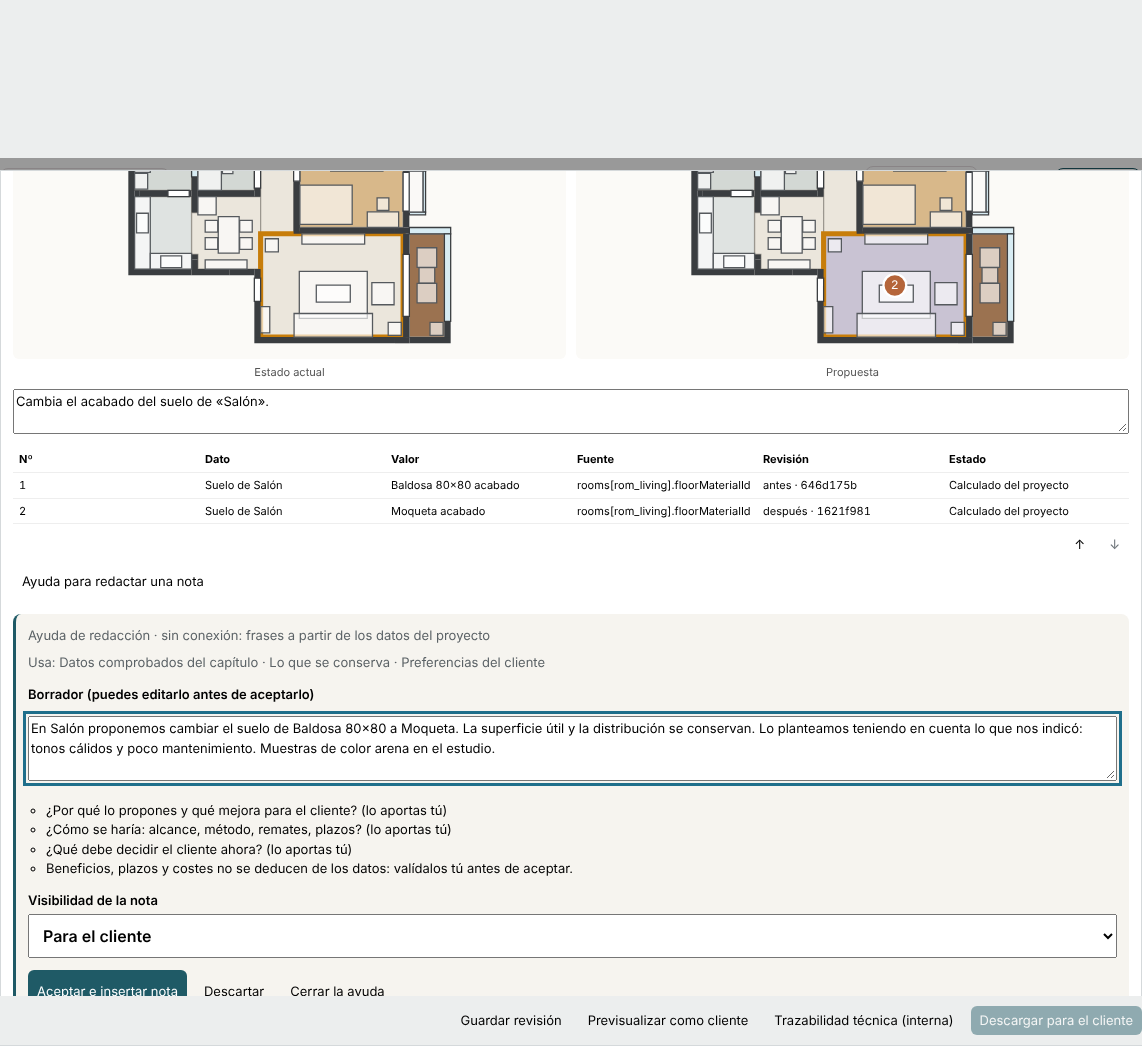 2
Estado actual
Propuesta
Cambia el acabado del suelo de «Salón».
Nº Dato Valor Fuente Revisión Estado
1 Suelo de Salón Baldosa 80×80 acabado rooms[rom_living].floorMaterialId antes · 646d175b Calculado del proyecto
2 Suelo de Salón Moqueta acabado rooms[rom_living].floorMaterialId después · 1621f981 Calculado del proyecto
↑ ↓
Ayuda para redactar una nota
Ayuda de redacción · sin conexión: frases a partir de los datos del proyecto
Usa: Datos comprobados del capítulo · Lo que se conserva · Preferencias del cliente
Borrador (puedes editarlo antes de aceptarlo)
En Salón proponemos cambiar el suelo de Baldosa 80×80 a Moqueta. La superficie útil y la distribución se conservan. Lo planteamos teniendo en cuenta lo que nos indicó:
tonos cálidos y poco mantenimiento. Muestras de color arena en el estudio.
¿Por qué lo propones y qué mejora para el cliente? (lo aportas tú)
¿Cómo se haría: alcance, método, remates, plazos? (lo aportas tú)
¿Qué debe decidir el cliente ahora? (lo aportas tú)
Beneficios, plazos y costes no se deducen de los datos: valídalos tú antes de aceptar.
Visibilidad de la nota
Para el cliente
Aceptar e insertar nota Descartar Cerrar la ayuda
Guardar revisión Previsualizar como cliente Trazabilidad técnica (interna) Descargar para el cliente